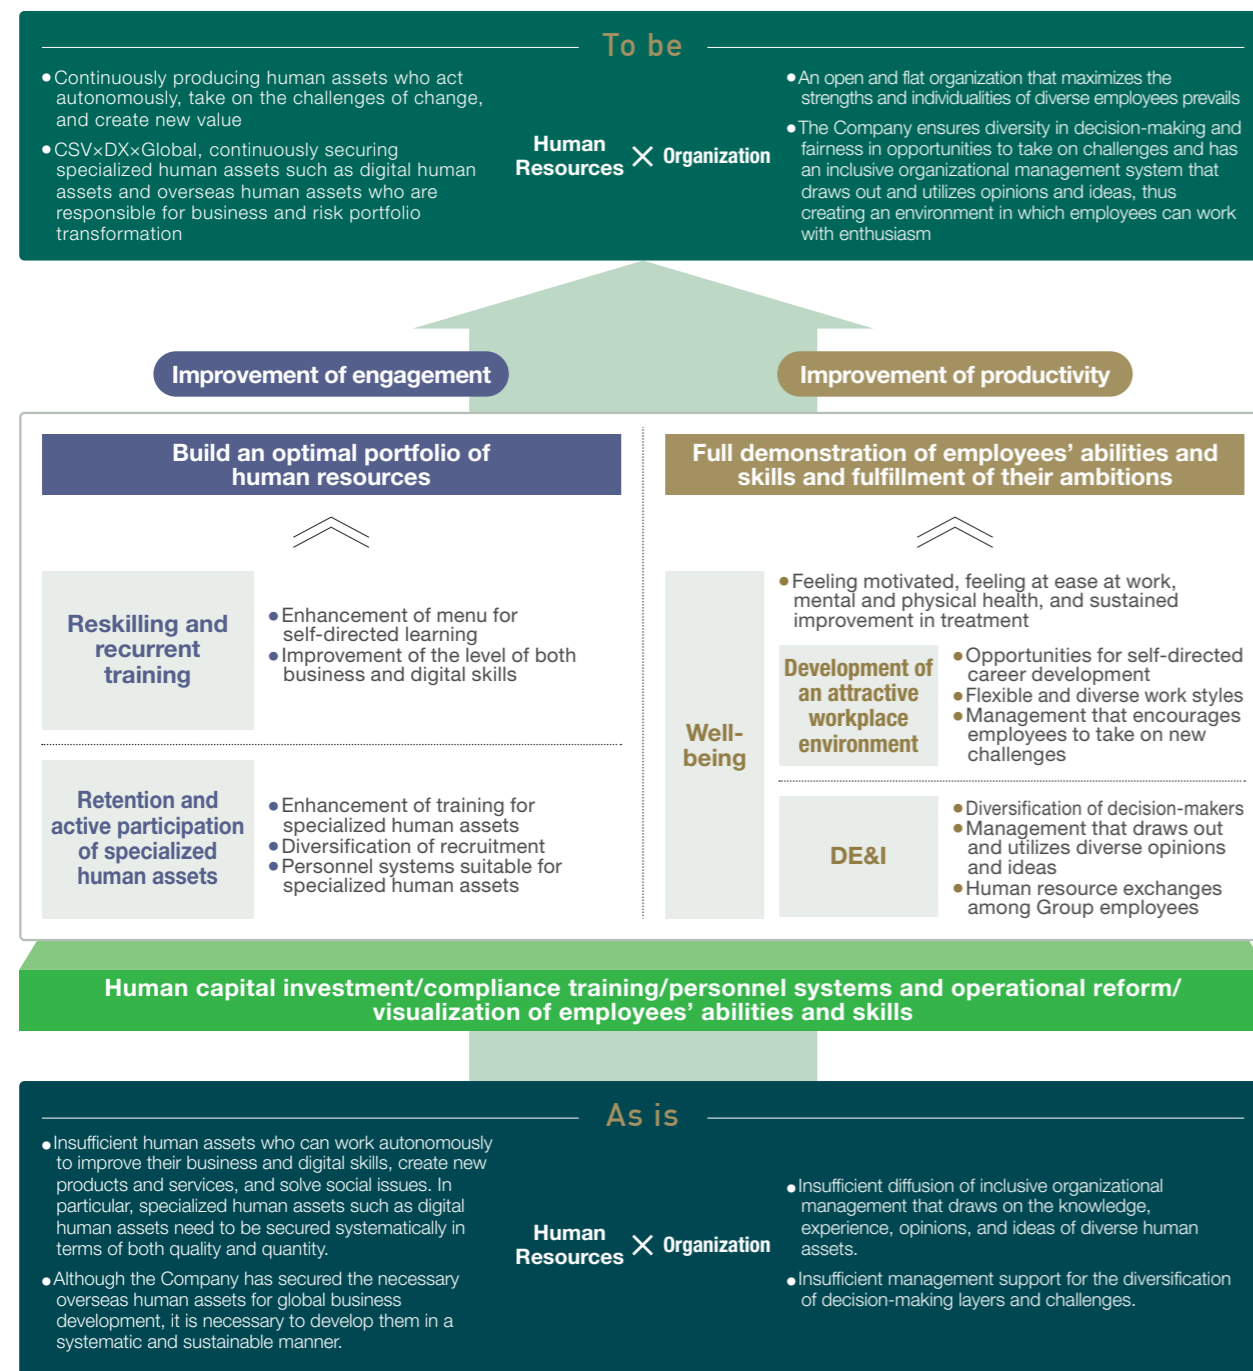 To be
● Continuously producing human assets who act
autonomously, take on the challenges of change,
and create new value
● CSV×DX×Global, continuously securing
specialized human assets such as digital human
assets and overseas human assets who are
responsible for business and risk portfolio
transformation
Human
Resources × Organization
● An open and flat organization that maximizes the
strengths and individualities of diverse employees prevails
● The Company ensures diversity in decision-making and
fairness in opportunities to take on challenges and has
an inclusive organizational management system that
draws out and utilizes opinions and ideas, thus
creating an environment in which employees can work
with enthusiasm
Improvement of engagement
Improvement of productivity
Build an optimal portfolio of
human resources
Reskilling and
recurrent
training
● Enhancement of menu for
self-directed learning
● Improvement of the level of both
business and digital skills
Retention and
active participation
of specialized
human assets
● Enhancement of training for
specialized human assets
● Diversification of recruitment
● Personnel systems suitable for
specialized human assets
Full demonstration of employees’ abilities and
skills and fulfillment of their ambitions
Well-
being
● Feeling motivated, feeling at ease at work,
mental and physical health, and sustained
improvement in treatment
Development of
an attractive
workplace
environment
● Opportunities for self-directed
career development
● Flexible and diverse work styles
● Management that encourages
employees to take on new
challenges
DE&I
● Diversification of decision-makers
● Management that draws out
and utilizes diverse opinions
and ideas
● Human resource exchanges
among Group employees
Human capital investment/compliance training/personnel systems and operational reform/
visualization of employees’ abilities and skills
As is
● Insufficient human assets who can work autonomously
to improve their business and digital skills, create new
products and services, and solve social issues. In
particular, specialized human assets such as digital
human assets need to be secured systematically in
terms of both quality and quantity.
● Although the Company has secured the necessary
overseas human assets for global business
development, it is necessary to develop them in a
systematic and sustainable manner.
Human
Resources × Organization
● Insufficient diffusion of inclusive organizational
management that draws on the knowledge,
experience, opinions, and ideas of diverse human
assets.
● Insufficient management support for the diversification
of decision-making layers and challenges.